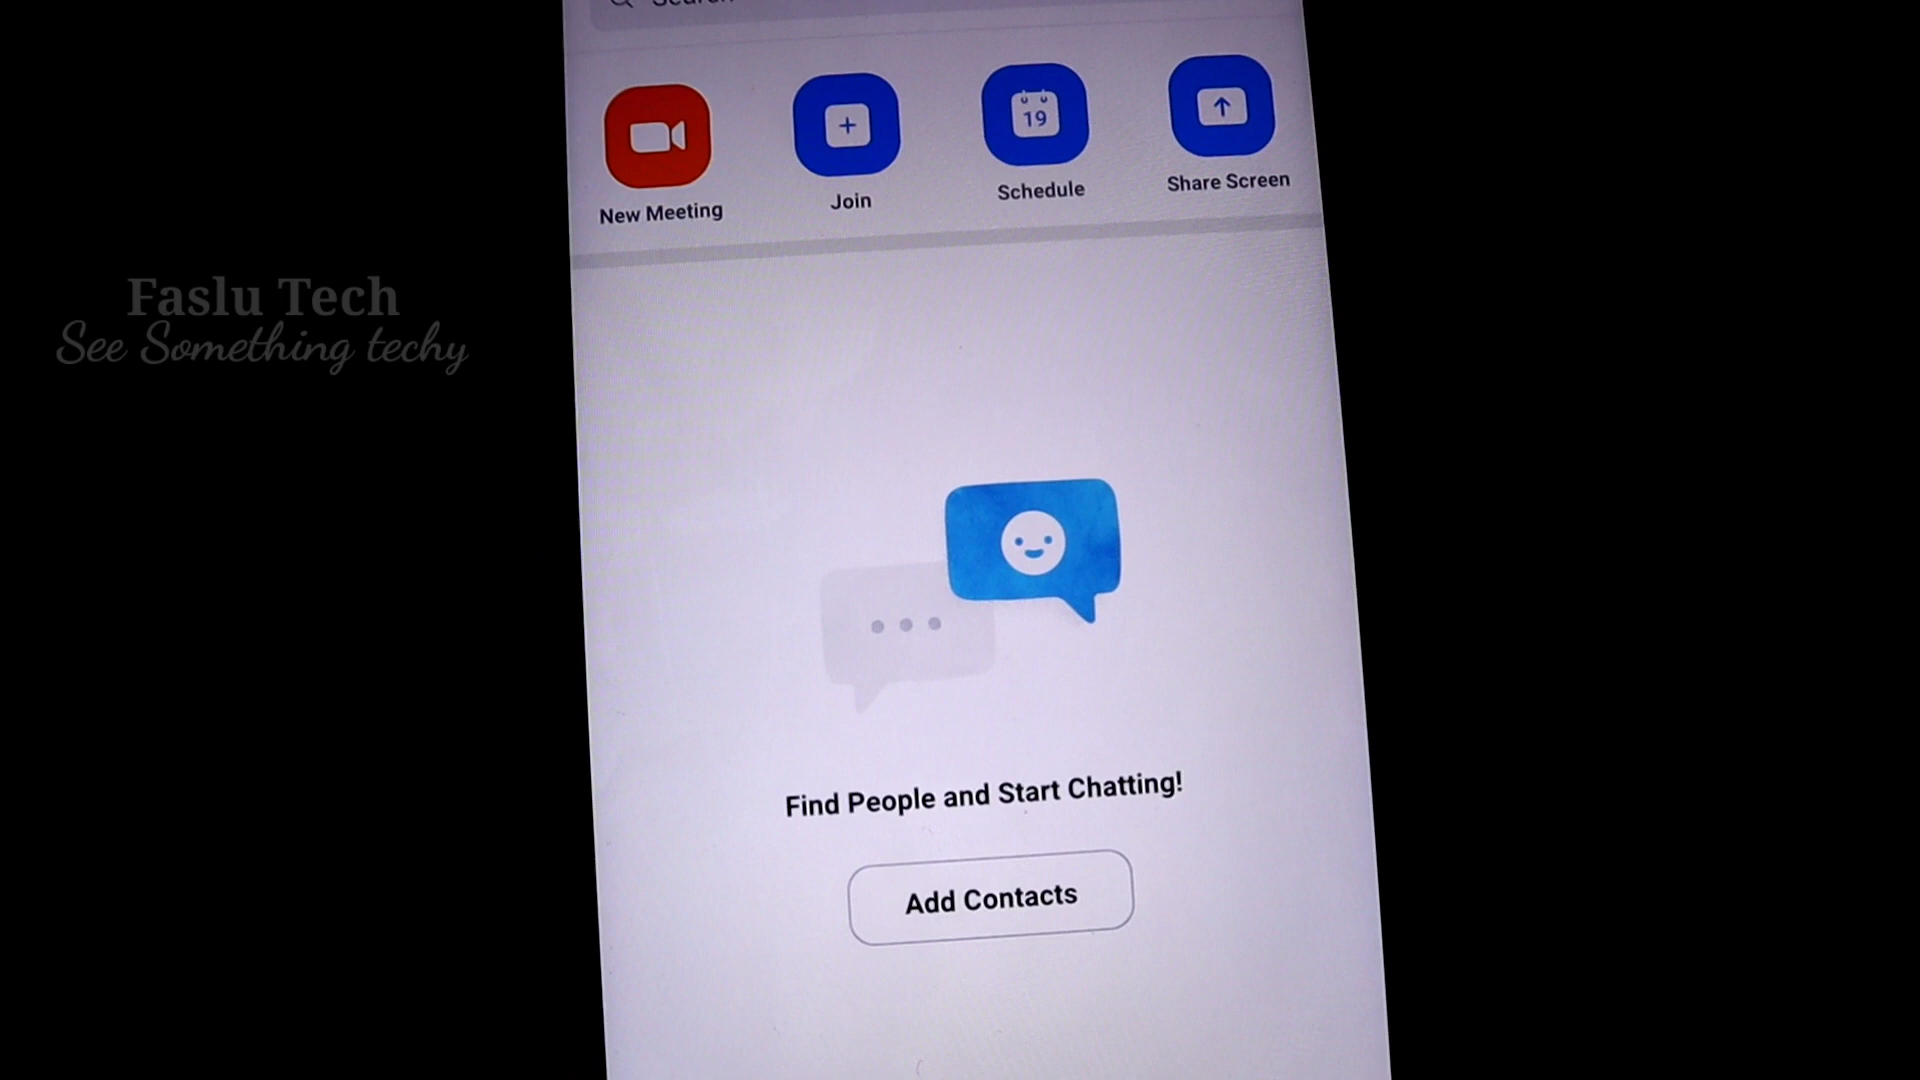 Search
19
New Meeting
Join
Schedule
Share Screen
Faslu Tech
See Something techy
Find People and Start Chatting!
Add Contacts